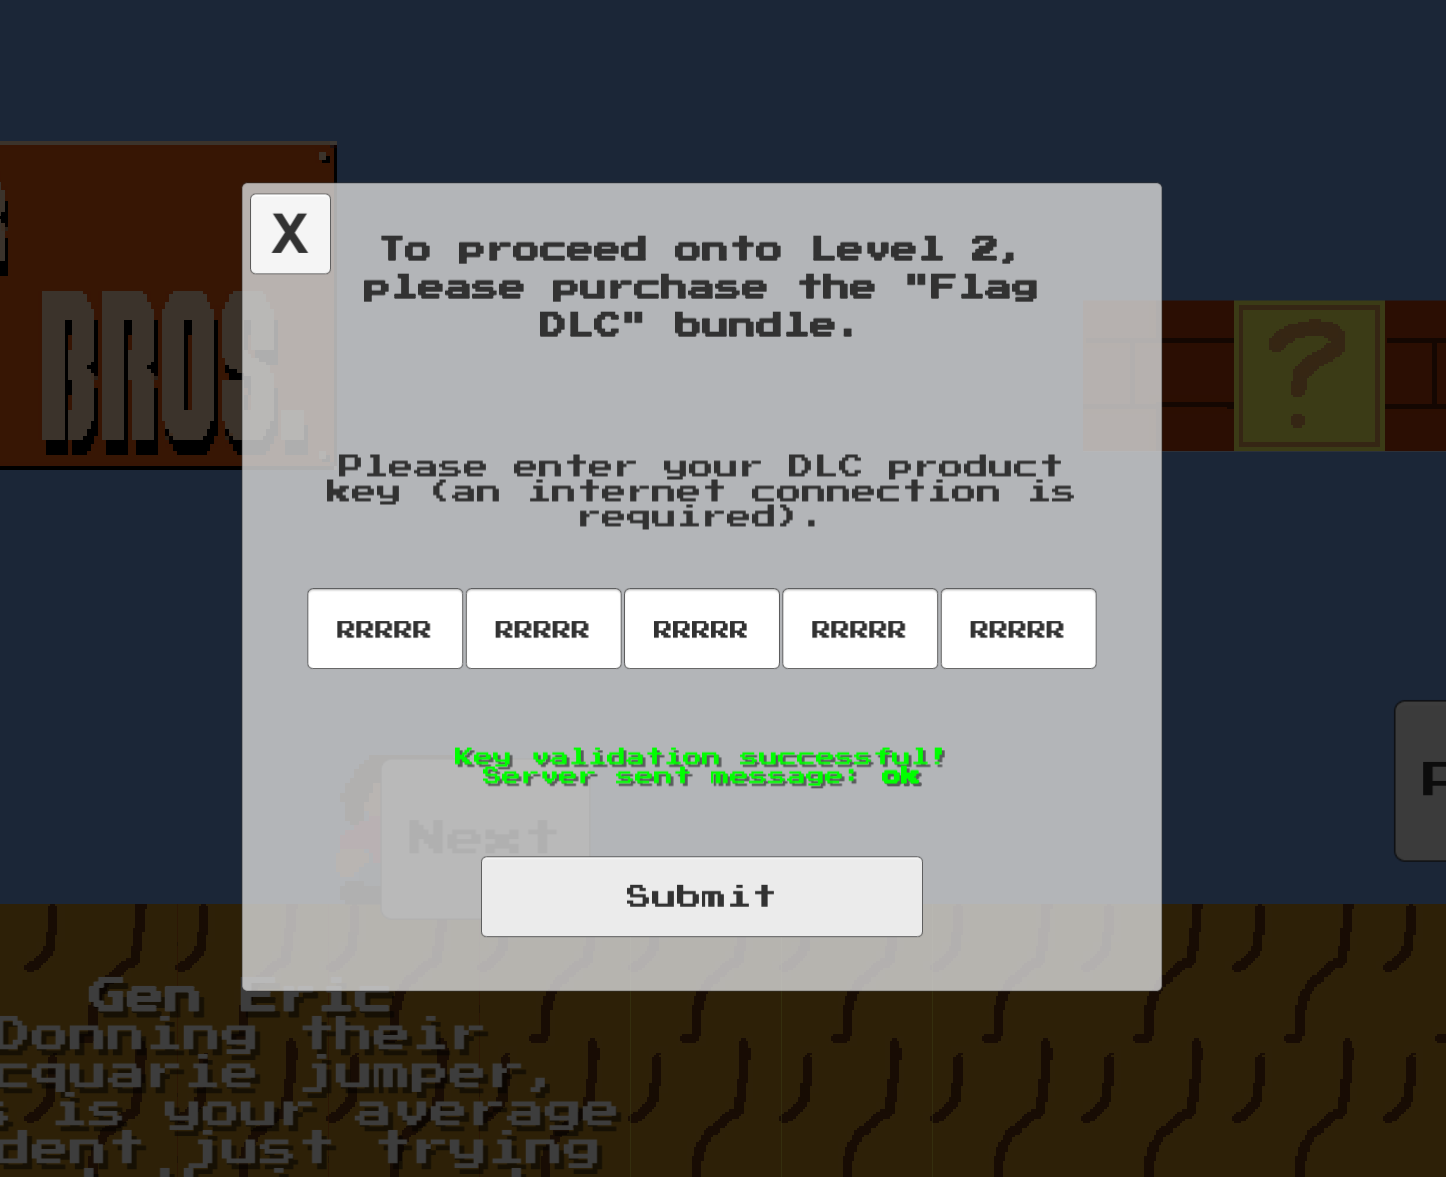 BROS.
X
To proceed onto Level 2,
please purchase the "Flag
DLC" bundle.
?
Please enter your DLC product
key (an internet connection is
required).
RRRRR RRRRR RRRRR RRRRR RRRRR
Key validation successful!
Server sent message: ok
Next
Submit
Gen Eric
Donning their
cquarie jumper,
s is your average
dent just trying